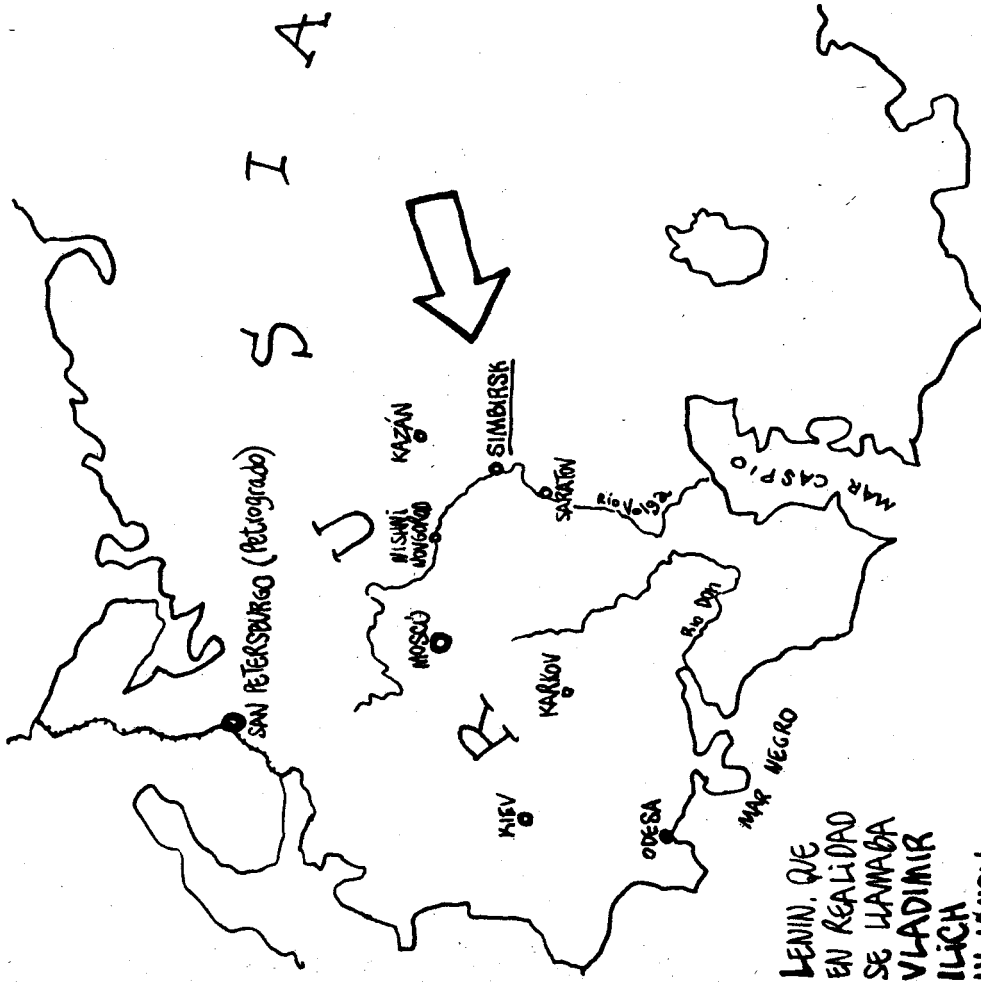 R U S I A
SAN PETERSBURGO (Petrogrado)
MOSCÚ
NISHNI
NOVGOROD
KAZÁN
SIMBIRSK
SARATOV
Río Volga
KIEV
KARKOV
Río Don
ODESA
MAR NEGRO
MAR CASPIO
LENIN, QUE
EN REALIDAD
SE LLAMABA
VLADIMIR
ILICH